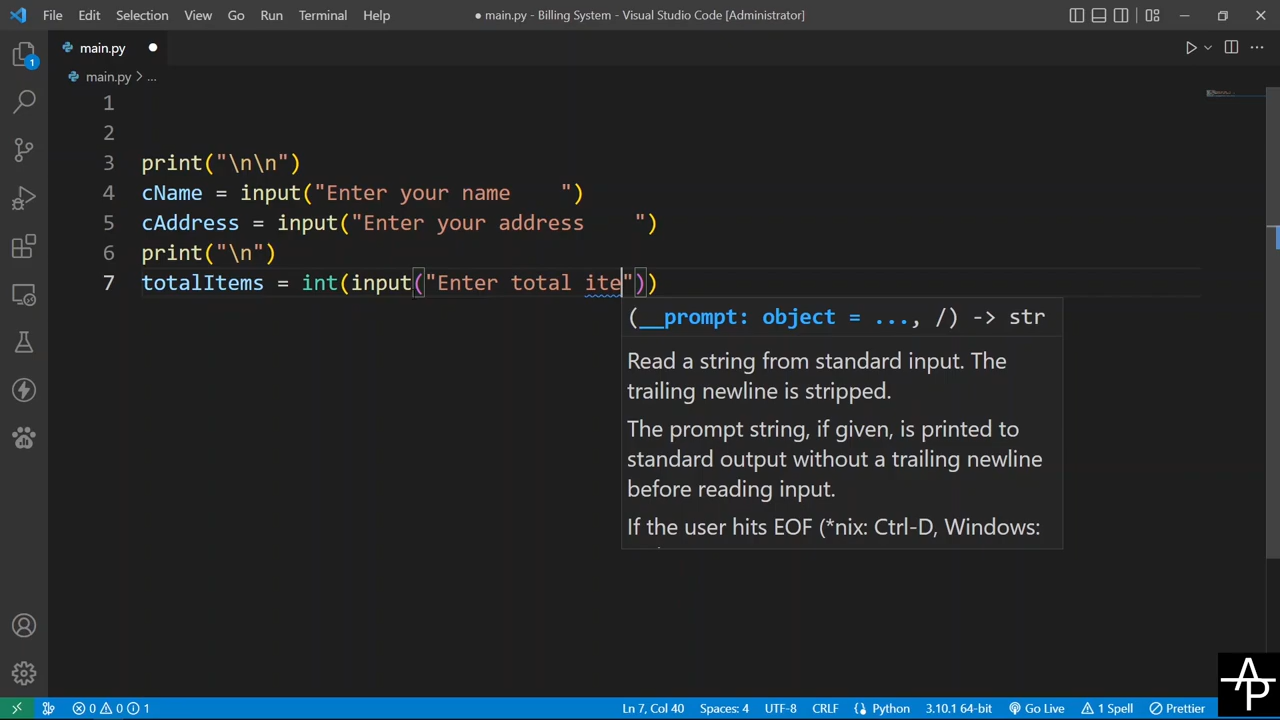 File Edit Selection View Go Run Terminal Help ● main.py - Billing System - Visual Studio Code [Administrator]
main.py ●
main.py > ...
1
1
2
3 print("\n\n")
4 cName = input("Enter your name    ")
5 cAddress = input("Enter your address    ")
6 print("\n")
7 totalItems = int(input("Enter total ite"))
(__prompt: object = ..., /) -> str
Read a string from standard input. The
trailing newline is stripped.
The prompt string, if given, is printed to
standard output without a trailing newline
before reading input.
If the user hits EOF (*nix: Ctrl-D, Windows:
AP
0 0 1 Ln 7, Col 40 Spaces: 4 UTF-8 CRLF Python 3.10.1 64-bit Go Live 1 Spell Prettier